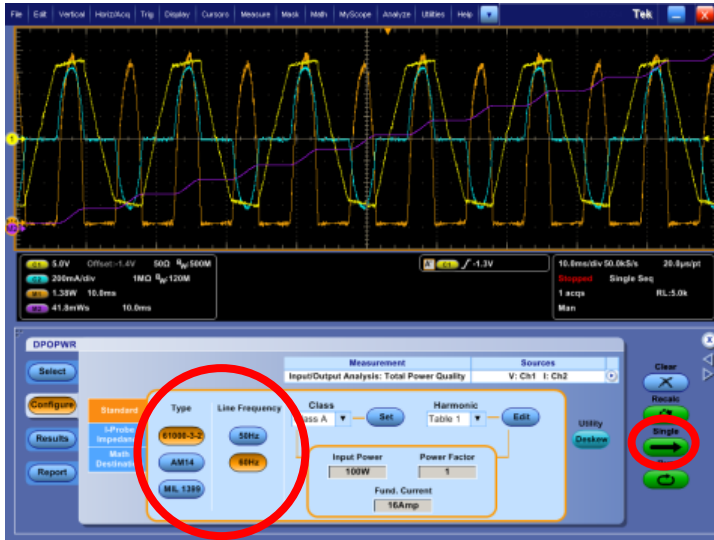 File Edit Vertical Horiz/Acq Trig Display Cursors Measure Mask Math MyScope Analyze Utilities Help Tek
1
C1 5.0V Offset:-1.4V 50Ω BW:500M
C2 200mA/div 1MΩ BW:120M
M1 1.38W 10.0ms
M2 41.8mWs 10.0ms
A' C1 -1.3V
10.0ms/div 50.0kS/s 20.0µs/pt
Stopped Single Seq
1 acqs RL:5.0k
Man
DPOPWR
Select
Configure
Results
Report
Measurement Sources
Input/Output Analysis: Total Power Quality V: Ch1 I: Ch2
Standard
I-Probe Impedance
Math Destination
Type
61000-3-2
AM14
MIL 1399
Line Frequency
50Hz
60Hz
Class
ass A
Set
Harmonic
Table 1
Edit
Input Power
100W
Power Factor
1
Fund. Current
16Amp
Utility
Deskew
Clear
X
Recalc
Single